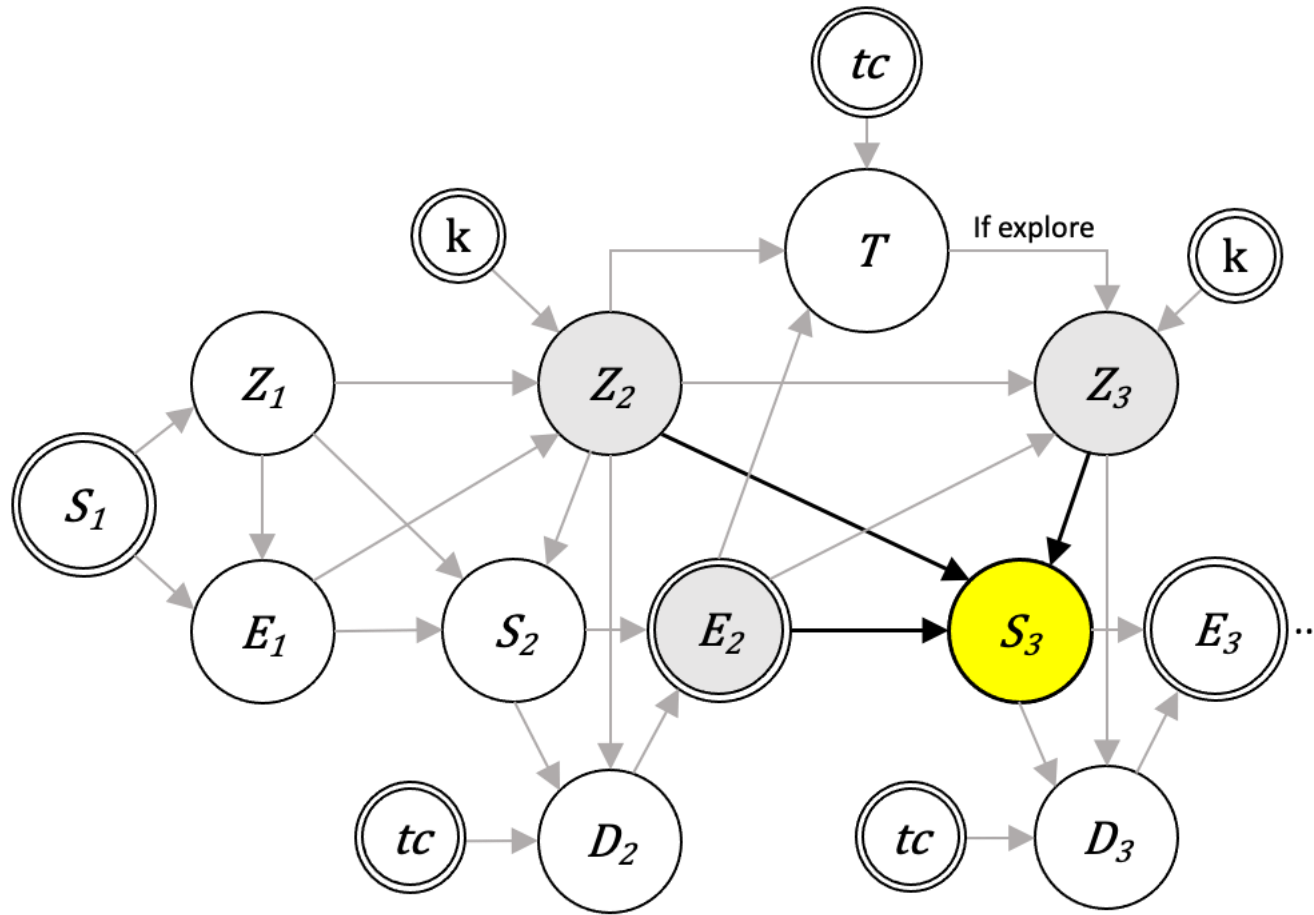 tc
k
T
If explore
k
Z₁
Z₂
Z₃
S₁
E₁
S₂
E₂
S₃
E₃
..
tc
D₂
tc
D₃